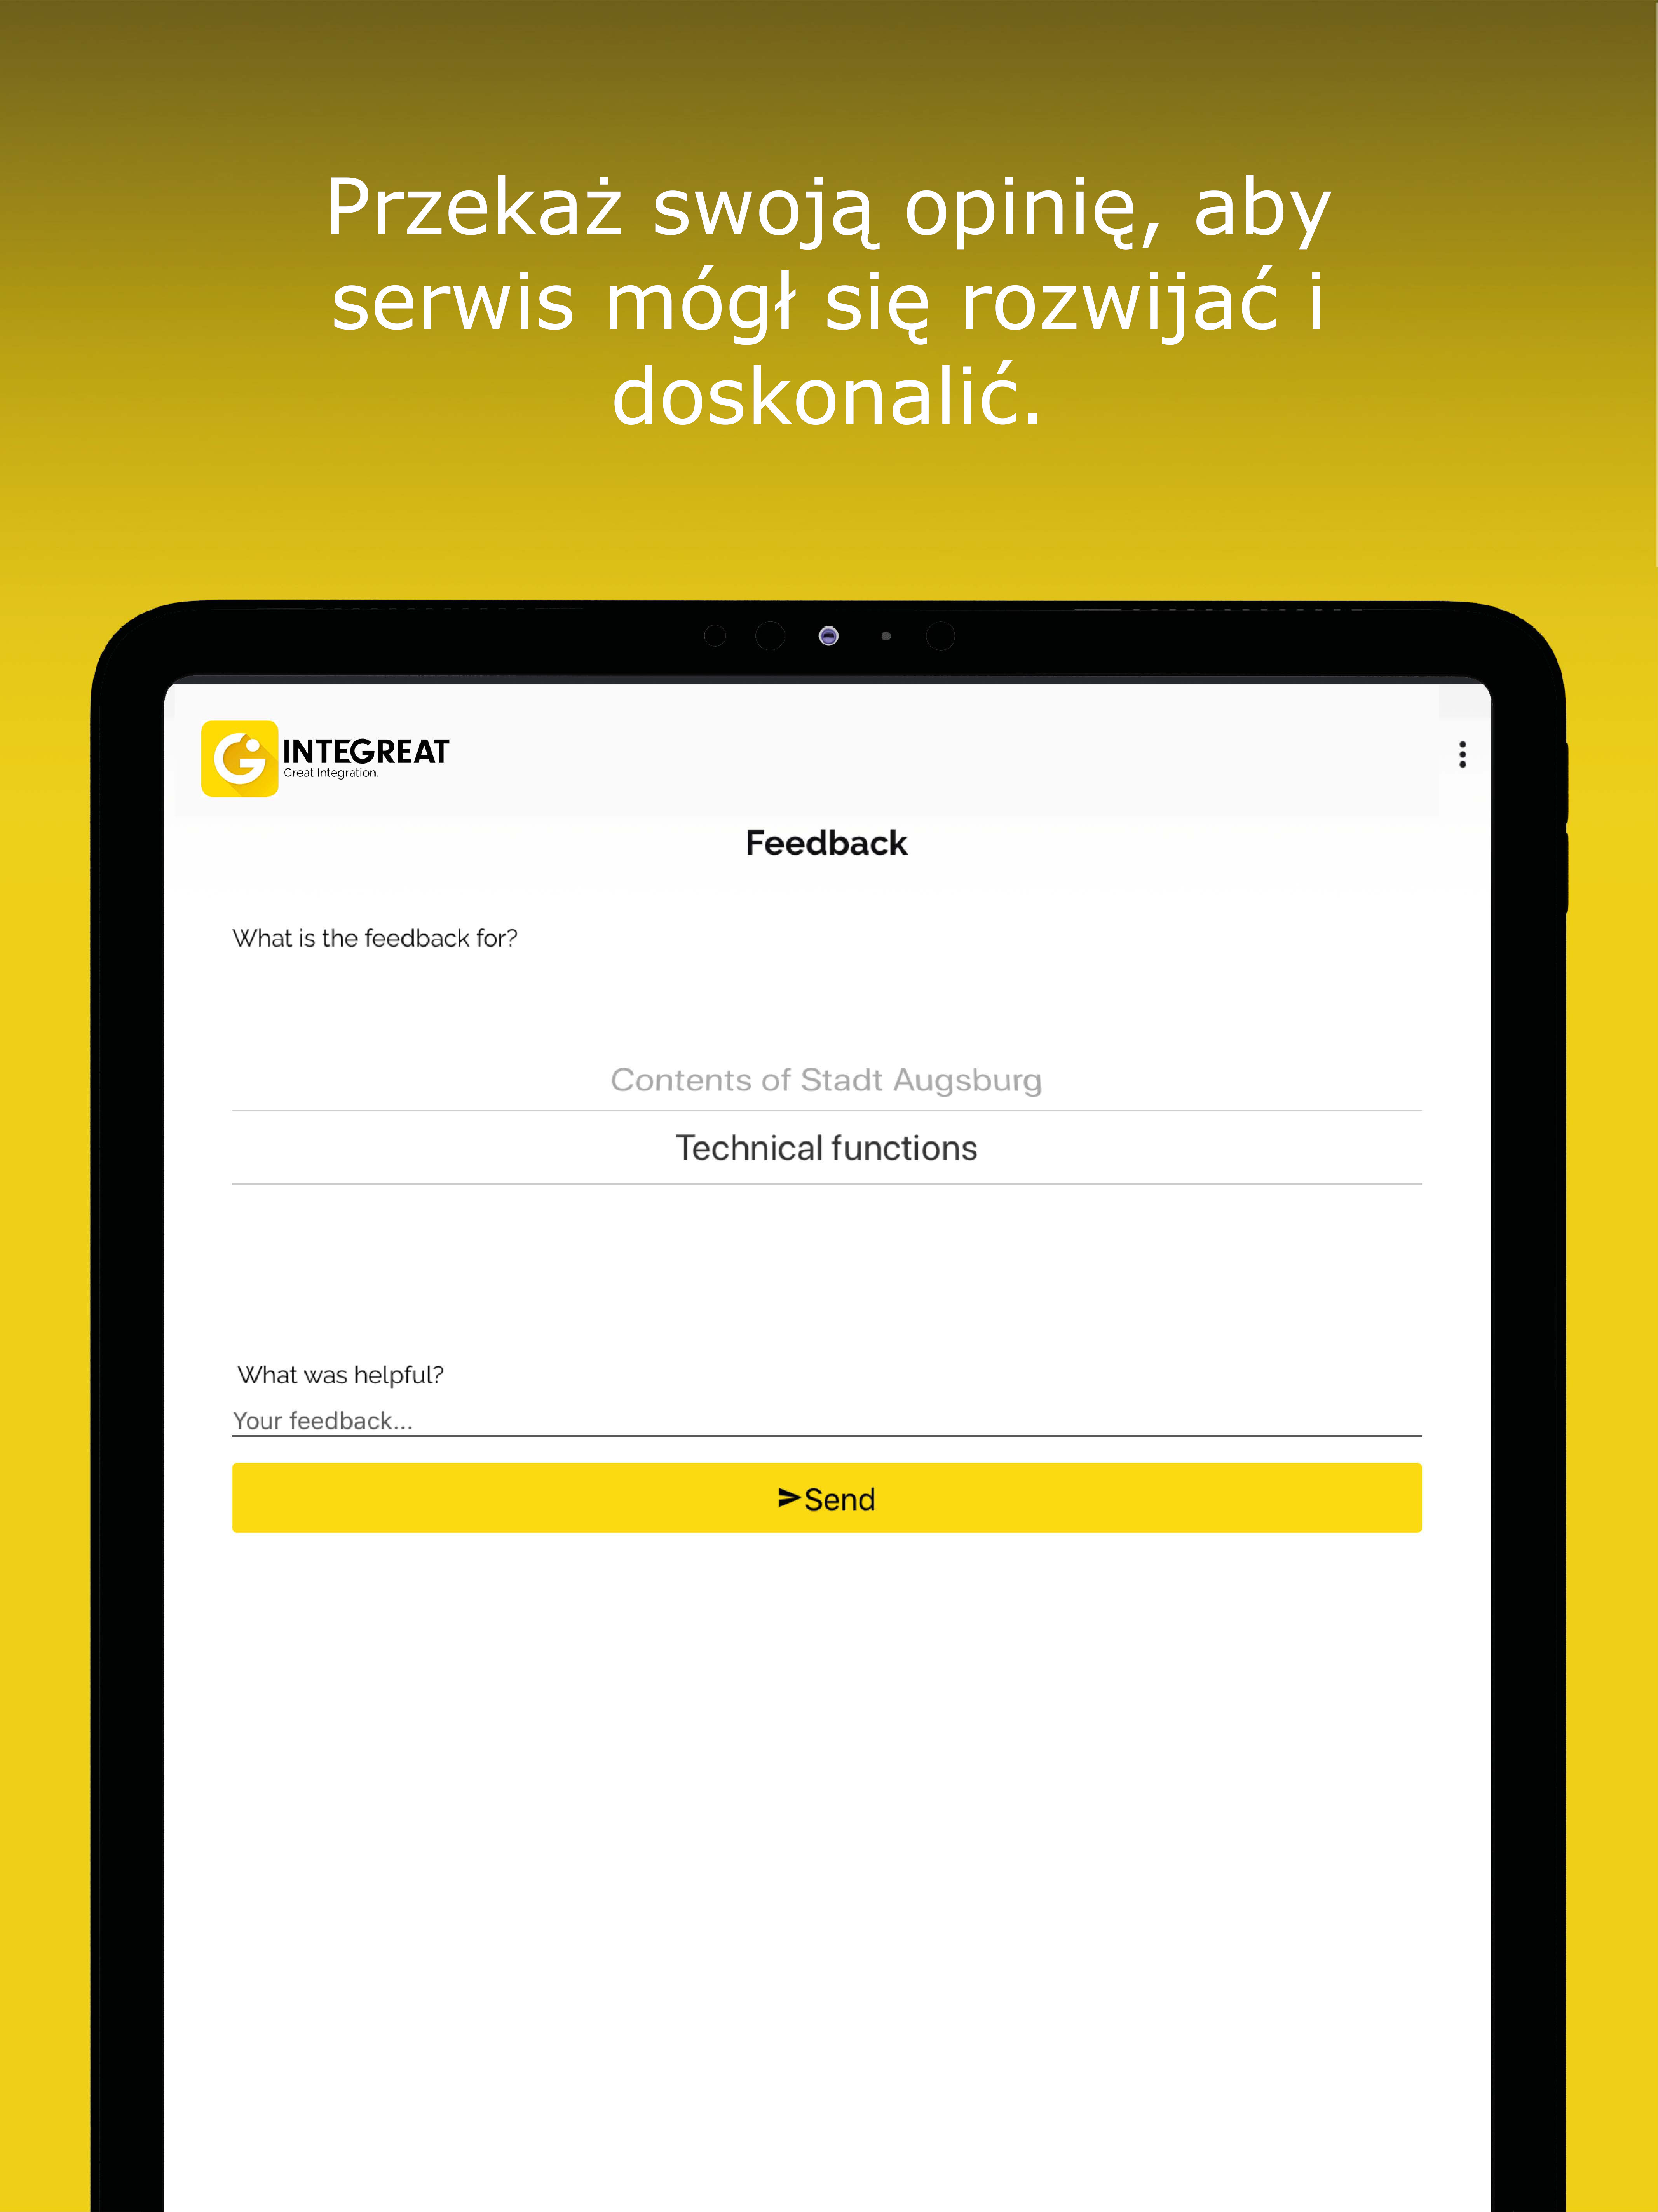 Przekaż swoją opinię, aby
serwis mógł się rozwijać i
doskonalić.
INTEGREAT
Great Integration.
Feedback
What is the feedback for?
Contents of Stadt Augsburg
Technical functions
What was helpful?
Your feedback...
Send